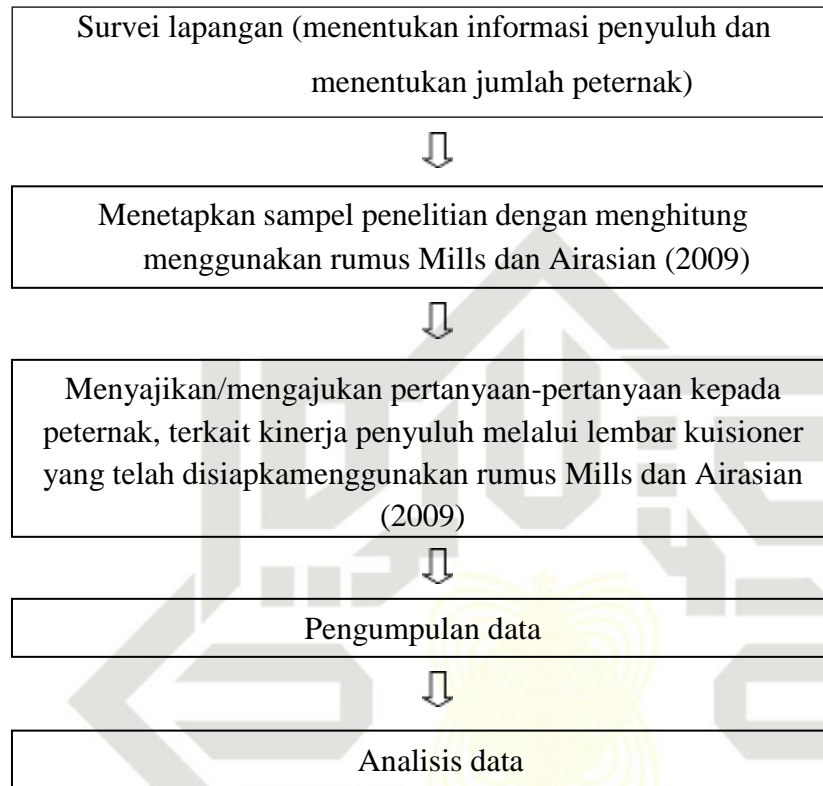 Survei lapangan (menentukan informasi penyuluh dan
menentukan jumlah peternak)
Menetapkan sampel penelitian dengan menghitung
menggunakan rumus Mills dan Airasian (2009)
Menyajikan/mengajukan pertanyaan-pertanyaan kepada
peternak, terkait kinerja penyuluh melalui lembar kuisioner
yang telah disiapkamenggunakan rumus Mills dan Airasian
(2009)
Pengumpulan data
Analisis data